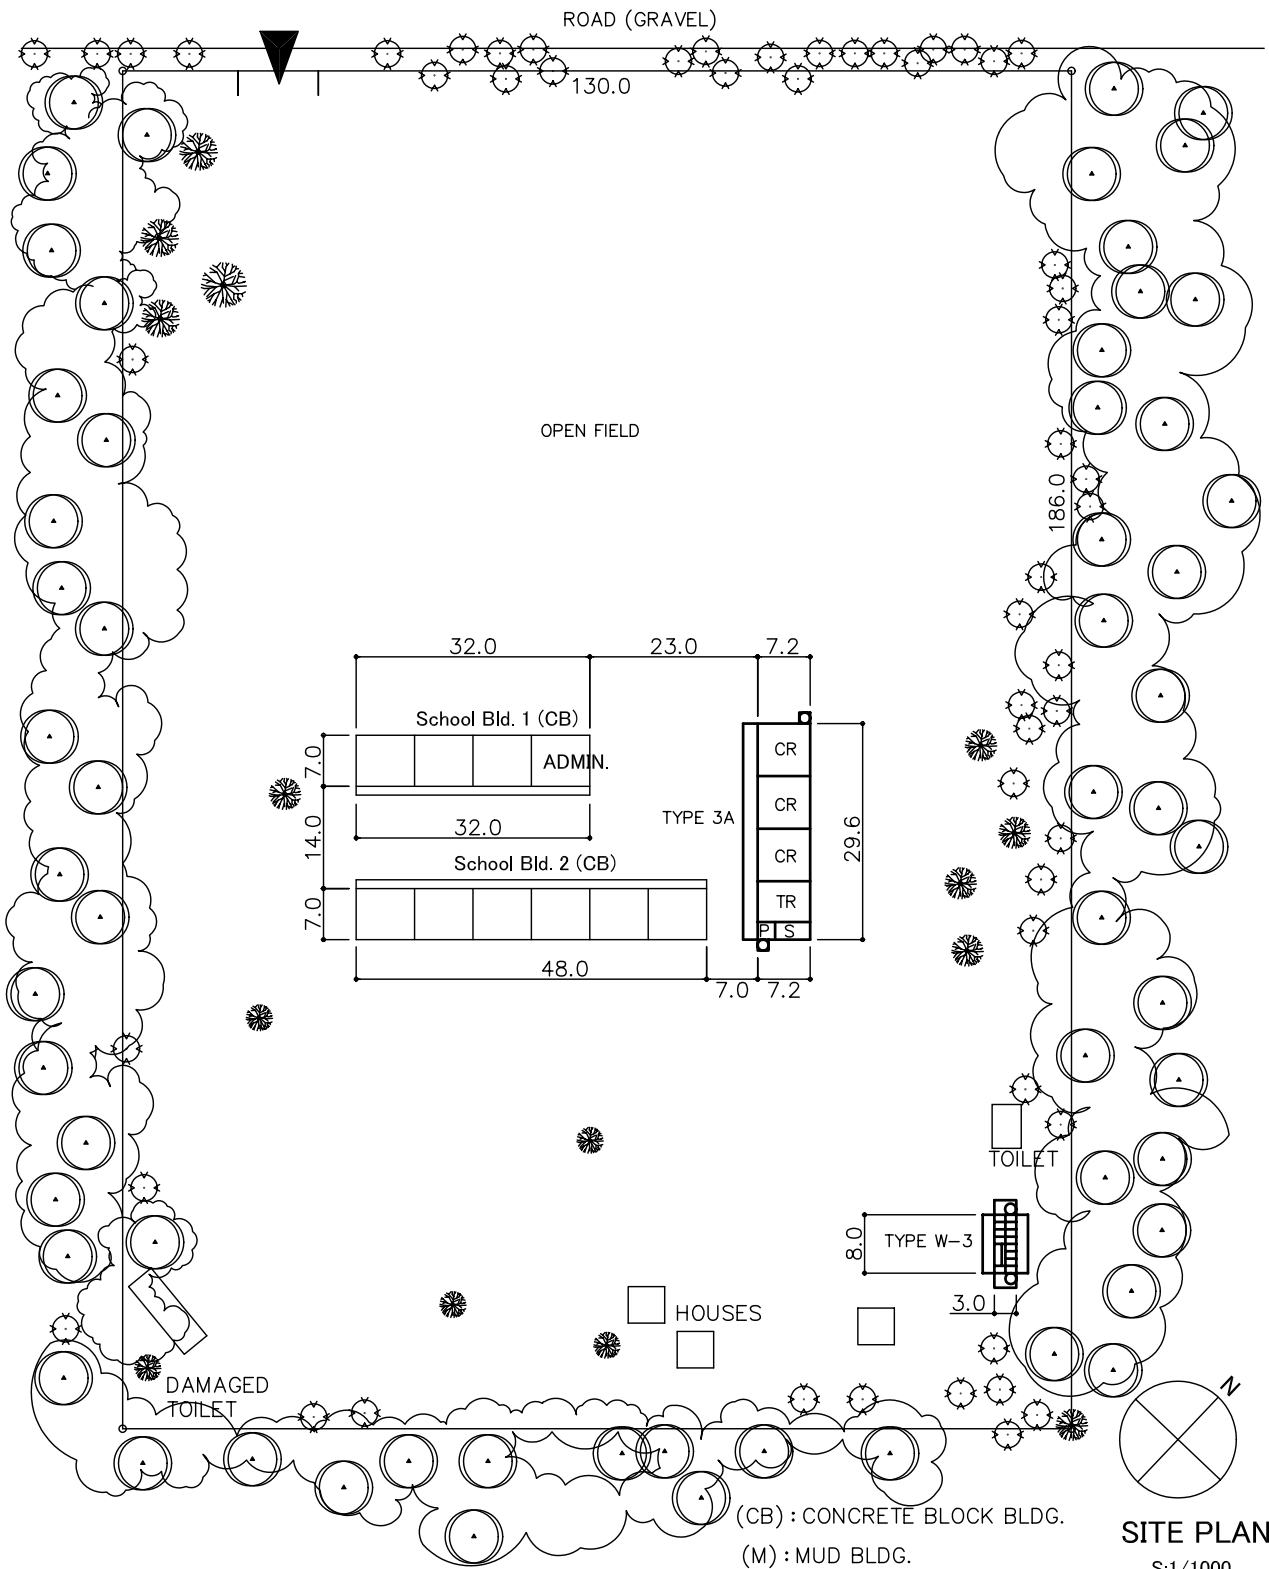 ROAD (GRAVEL)
130.0
OPEN FIELD
186.0
32.0
23.0
7.2
School Bld. 1 (CB)
7.0
ADMIN.
CR
TYPE 3A
CR
14.0
32.0
29.6
School Bld. 2 (CB)
CR
7.0
TR
P
S
48.0
7.0
7.2
TOILET
8.0
TYPE W-3
3.0
HOUSES
DAMAGED
TOILET
N
(CB) : CONCRETE BLOCK BLDG.
(M) : MUD BLDG.
SITE PLAN
S:1/1000